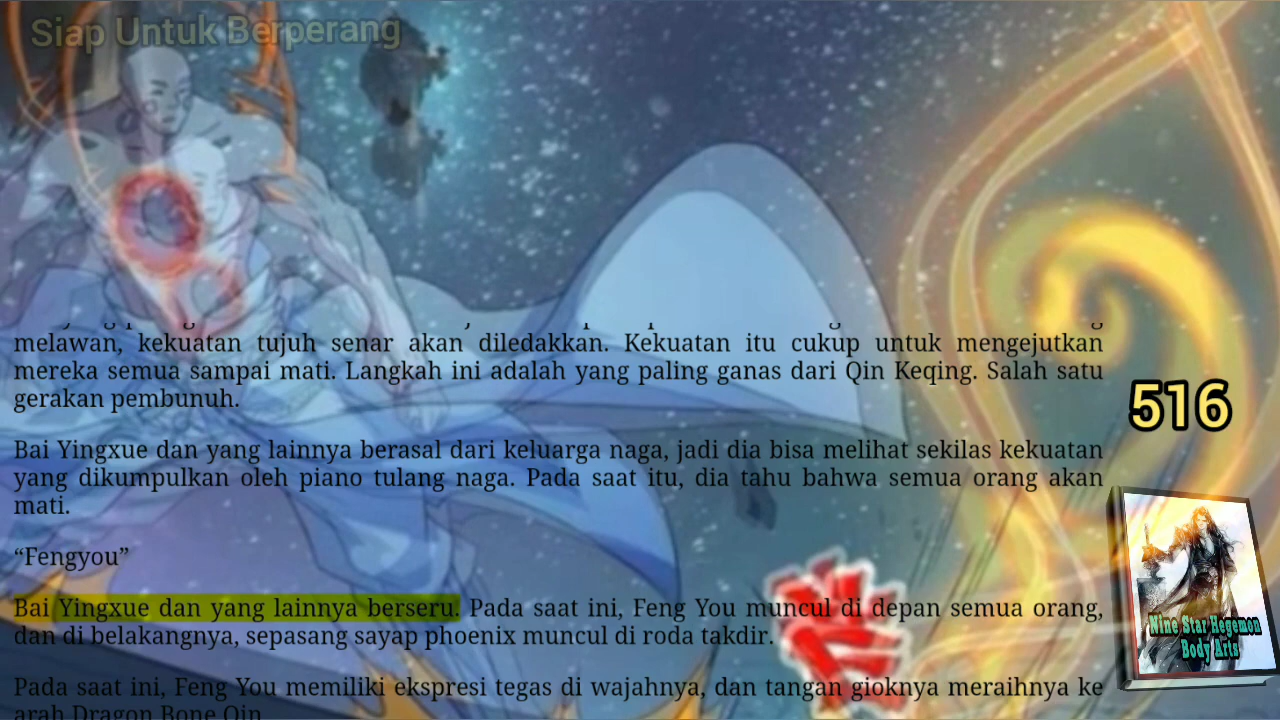 Siap Untuk Berperang
melawan, kekuatan tujuh senar akan diledakkan. Kekuatan itu cukup untuk mengejutkan
mereka semua sampai mati. Langkah ini adalah yang paling ganas dari Qin Keqing. Salah satu
gerakan pembunuh.
Bai Yingxue dan yang lainnya berasal dari keluarga naga, jadi dia bisa melihat sekilas kekuatan
yang dikumpulkan oleh piano tulang naga. Pada saat itu, dia tahu bahwa semua orang akan
mati.
“Fengyou”
Bai Yingxue dan yang lainnya berseru. Pada saat ini, Feng You muncul di depan semua orang,
dan di belakangnya, sepasang sayap phoenix muncul di roda takdir.
Pada saat ini, Feng You memiliki ekspresi tegas di wajahnya, dan tangan gioknya meraihnya ke
arah Dragon Bone Qin
516
Nine Star Hegemon
Body Arts